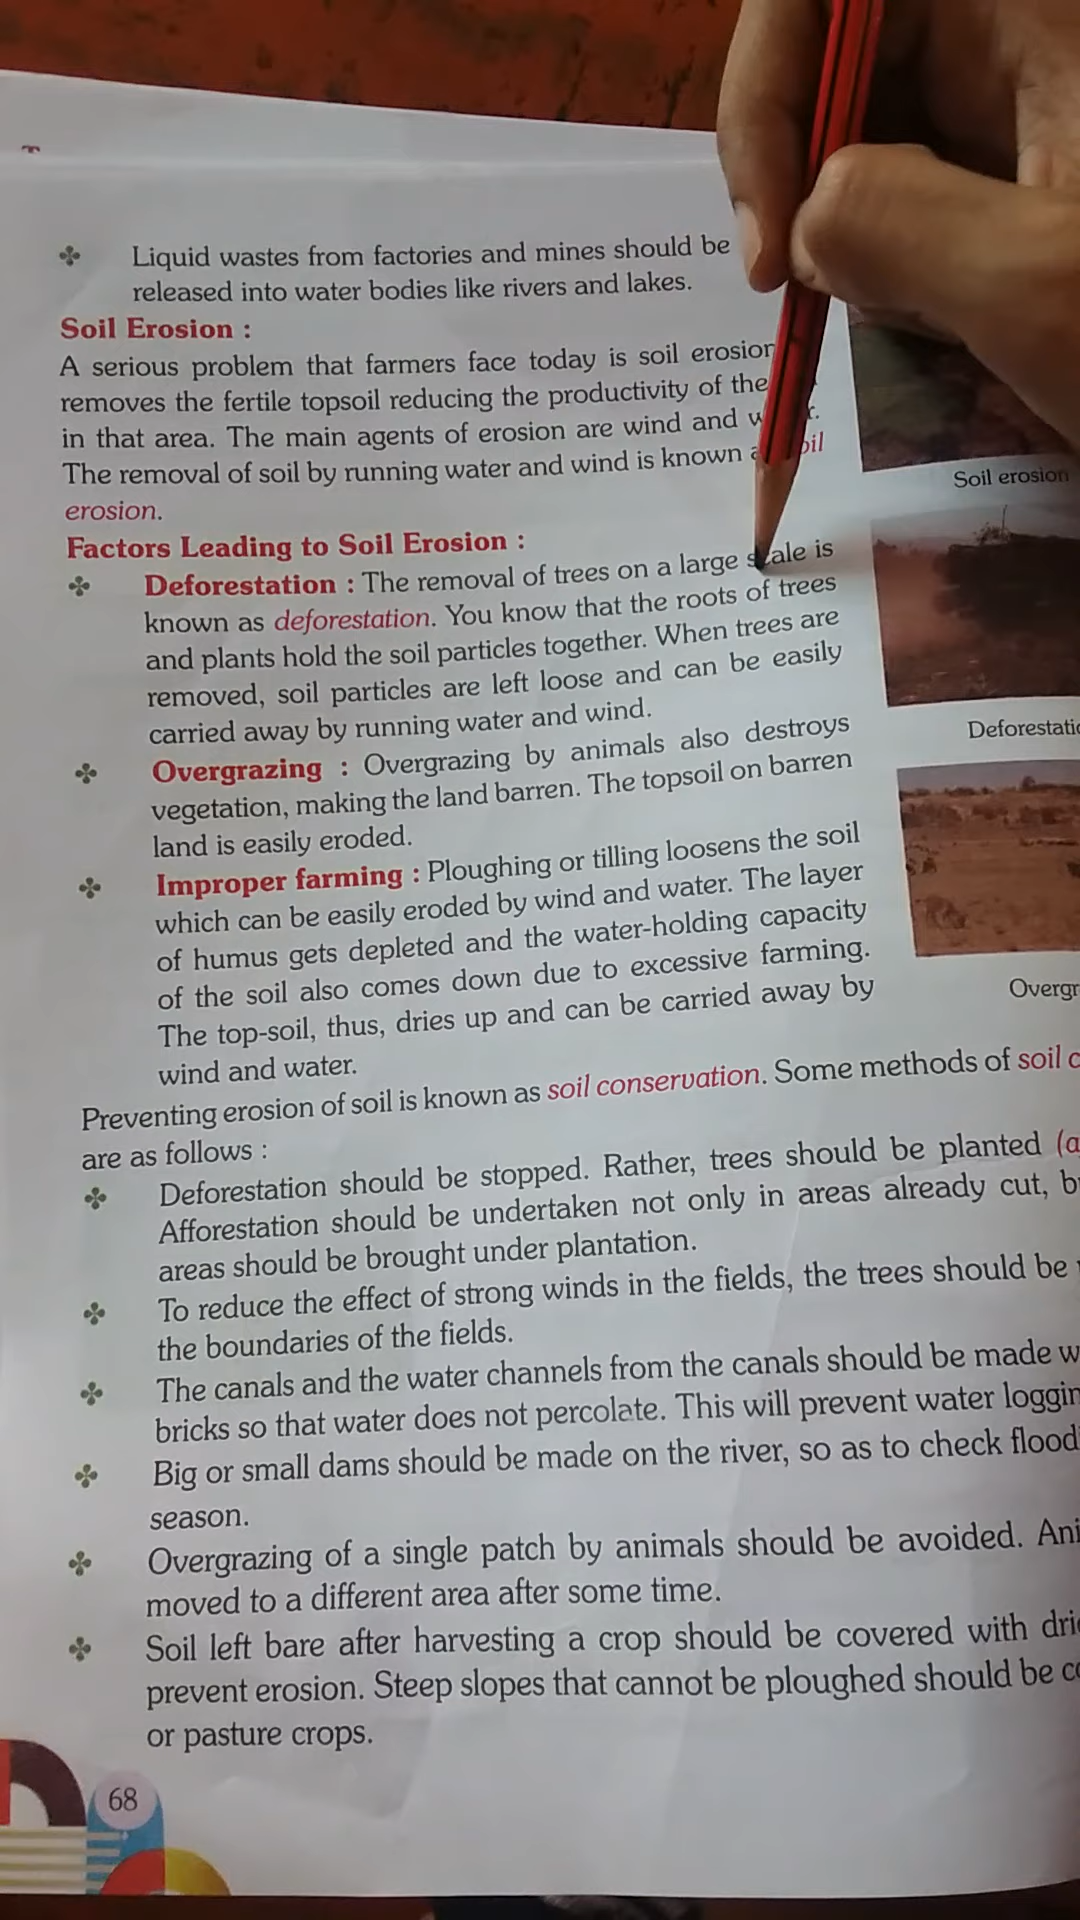 Liquid wastes from factories and mines should be
released into water bodies like rivers and lakes.
Soil Erosion :
A serious problem that farmers face today is soil erosion
removes the fertile topsoil reducing the productivity of the
in that area. The main agents of erosion are wind and
The removal of soil by running water and wind is known
erosion.
Soil erosion
Factors Leading to Soil Erosion :
Deforestation : The removal of trees on a large scale is
known as deforestation. You know that the roots of trees
and plants hold the soil particles together. When trees are
removed, soil particles are left loose and can be easily
carried away by running water and wind.
Overgrazing : Overgrazing by animals also destroys
vegetation, making the land barren. The topsoil on barren
land is easily eroded.
Improper farming : Ploughing or tilling loosens the soil
which can be easily eroded by wind and water. The layer
of humus gets depleted and the water-holding capacity
of the soil also comes down due to excessive farming.
The top-soil, thus, dries up and can be carried away by
wind and water.
Preventing erosion of soil is known as soil conservation. Some methods of soil
are as follows :
Deforestation should be stopped. Rather, trees should be planted
Afforestation should be undertaken not only in areas already cut,
areas should be brought under plantation.
To reduce the effect of strong winds in the fields, the trees should be
the boundaries of the fields.
The canals and the water channels from the canals should be made
bricks so that water does not percolate. This will prevent water
Big or small dams should be made on the river, so as to check flood
season.
Overgrazing of a single patch by animals should be avoided.
moved to a different area after some time.
Soil left bare after harvesting a crop should be covered with
prevent erosion. Steep slopes that cannot be ploughed should be
or pasture crops.
68